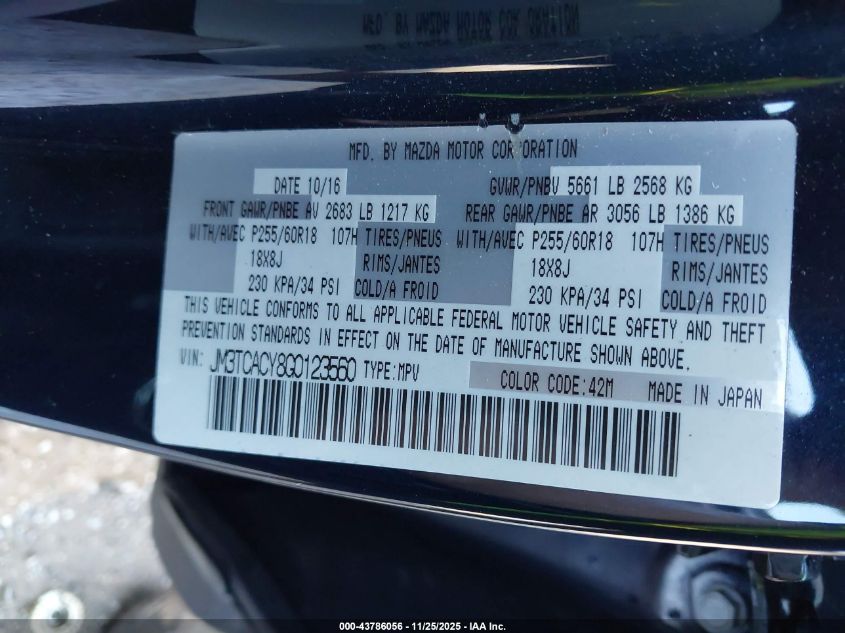 MFD. BY MAZDA MOTOR CORPORATION
DATE 10/16 GVWR/PNBV 5661 LB 2568 KG
FRONT GAWR/PNBE AV 2683 LB 1217 KG REAR GAWR/PNBE AR 3056 LB 1386 KG
WITH/AVEC P255/60R18 107H TIRES/PNEUS WITH/AVEC P255/60R18 107H TIRES/PNEUS
18X8J RIMS/JANTES 18X8J RIMS/JANTES
230 KPA/34 PSI COLD/A FROID 230 KPA/34 PSI COLD/A FROID
THIS VEHICLE CONFORMS TO ALL APPLICABLE FEDERAL MOTOR VEHICLE SAFETY AND THEFT
PREVENTION STANDARDS IN EFFECT ON THE DATE OF MANUFACTURE SHOWN ABOVE.
VIN: JM3TCACY8G0123560 TYPE:MPV COLOR CODE:42M MADE IN JAPAN
000-43786056 - 11/25/2025 - IAA Inc.